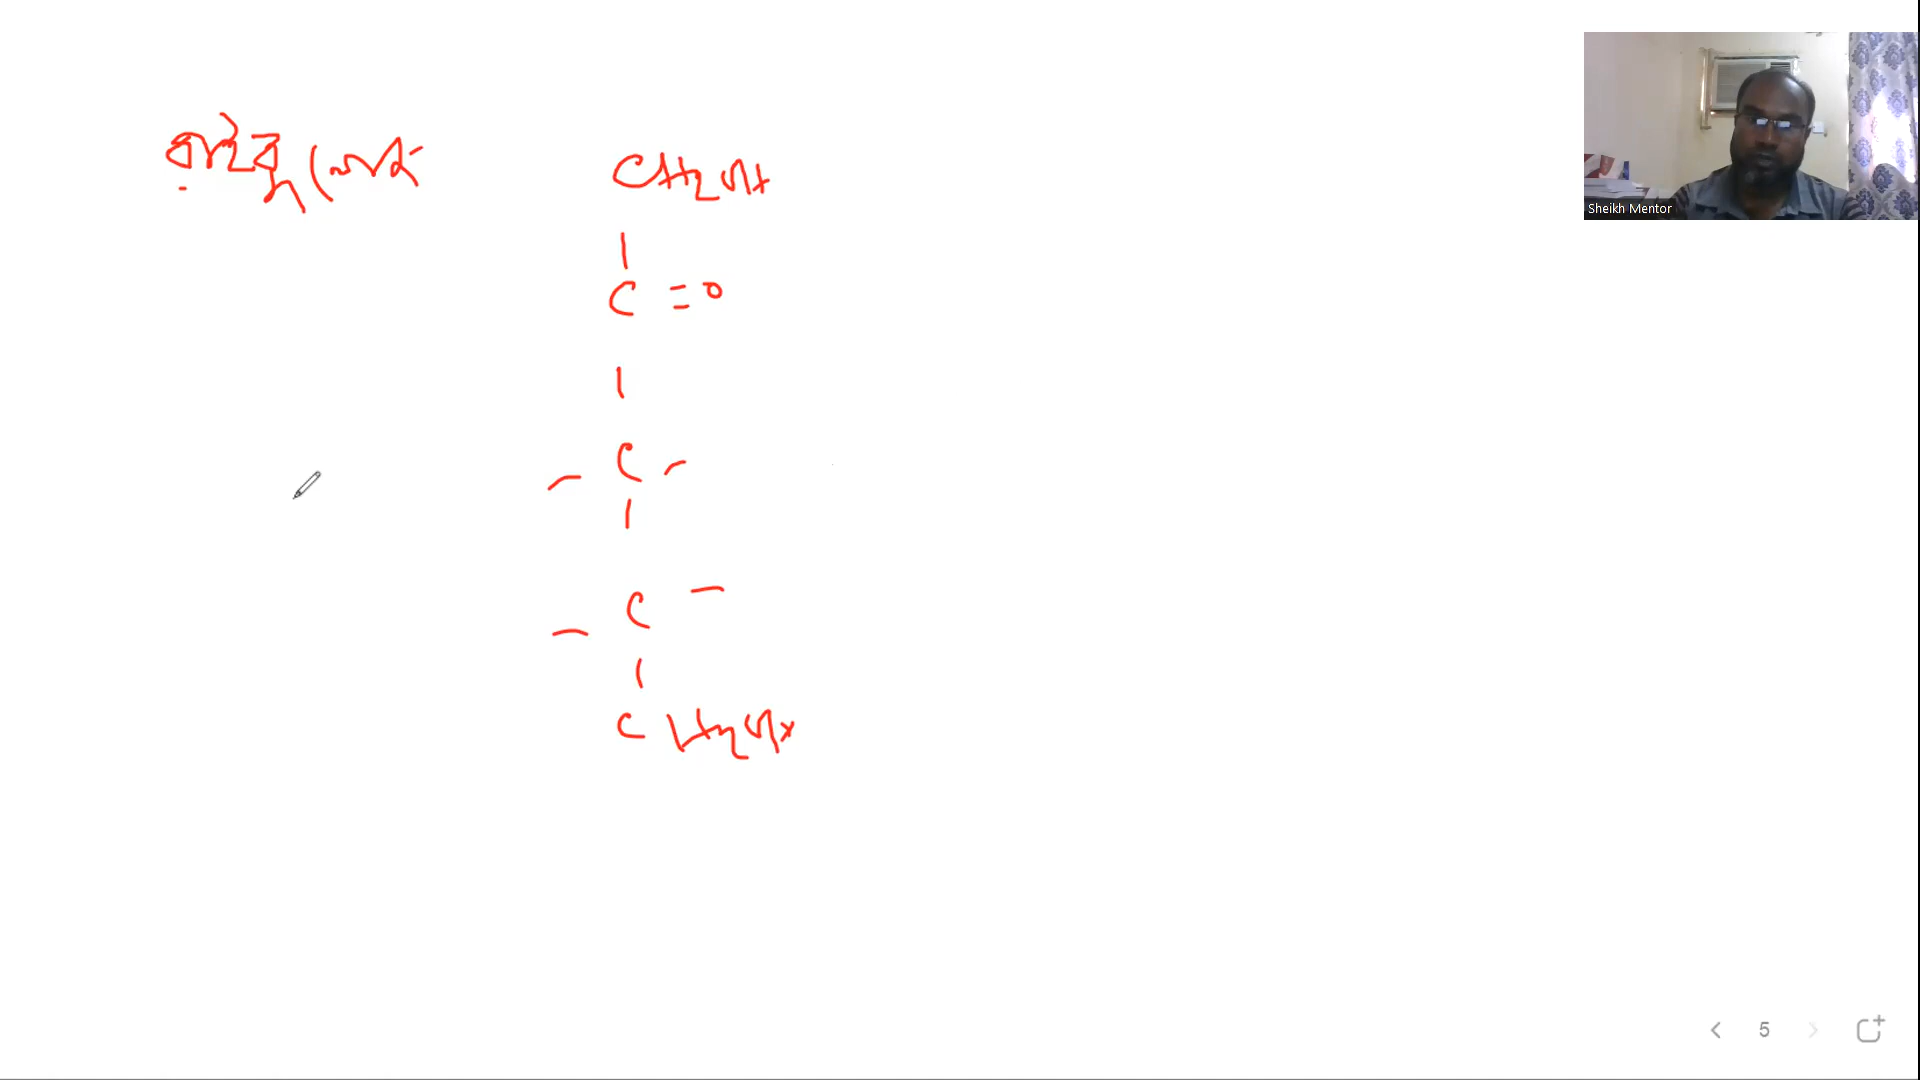 রাইবুলোজ
CH2OH
|
C = O
|
– C –
|
– C –
|
CH2OH
Sheikh Mentor
5